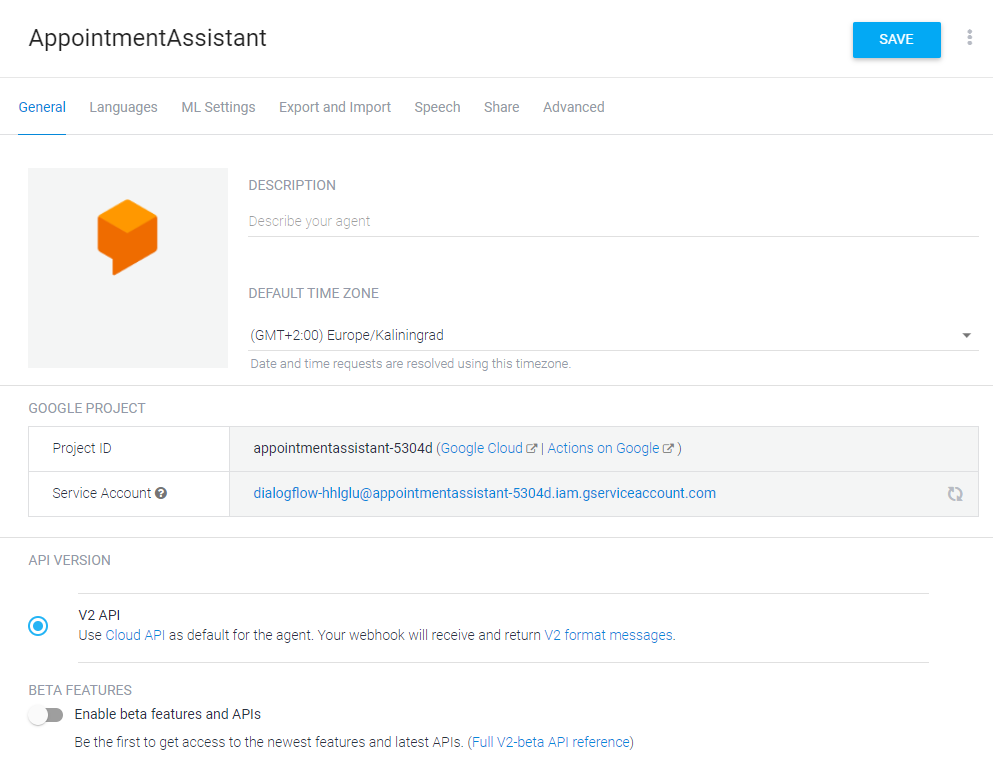 AppointmentAssistant
SAVE
General Languages ML Settings Export and Import Speech Share Advanced
DESCRIPTION
Describe your agent
DEFAULT TIME ZONE
(GMT+2:00) Europe/Kaliningrad
Date and time requests are resolved using this timezone.
GOOGLE PROJECT
Project ID appointmentassistant-5304d (Google Cloud | Actions on Google )
Service Account ? dialogflow-hhlglu@appointmentassistant-5304d.iam.gserviceaccount.com
API VERSION
V2 API
Use Cloud API as default for the agent. Your webhook will receive and return V2 format messages.
BETA FEATURES
Enable beta features and APIs
Be the first to get access to the newest features and latest APIs. (Full V2-beta API reference)